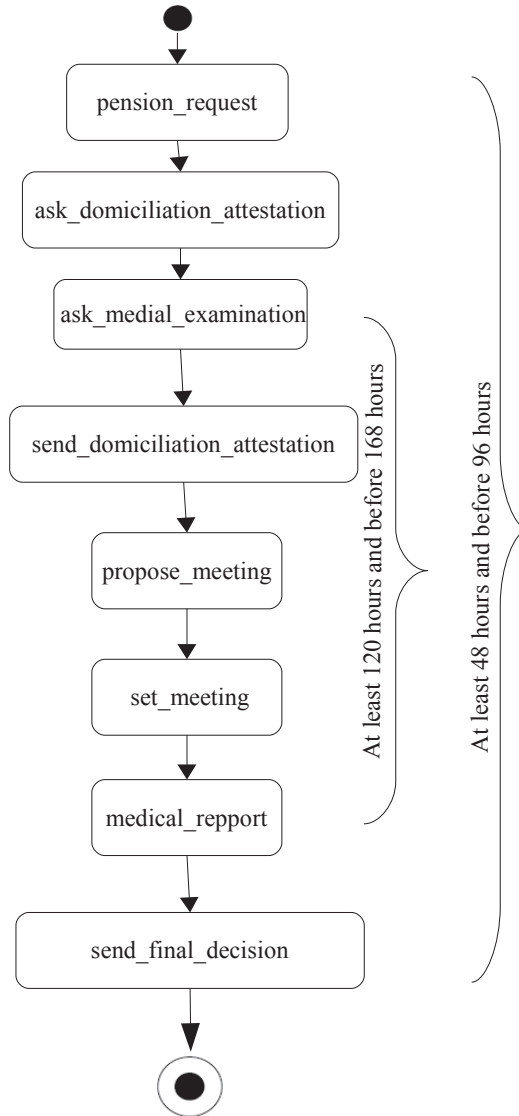 pension_request
ask_domiciliation_attestation
ask_medial_examination
send_domiciliation_attestation
propose_meeting
set_meeting
medical_repport
send_final_decision
At least 120 hours and before 168 hours
At least 48 hours and before 96 hours